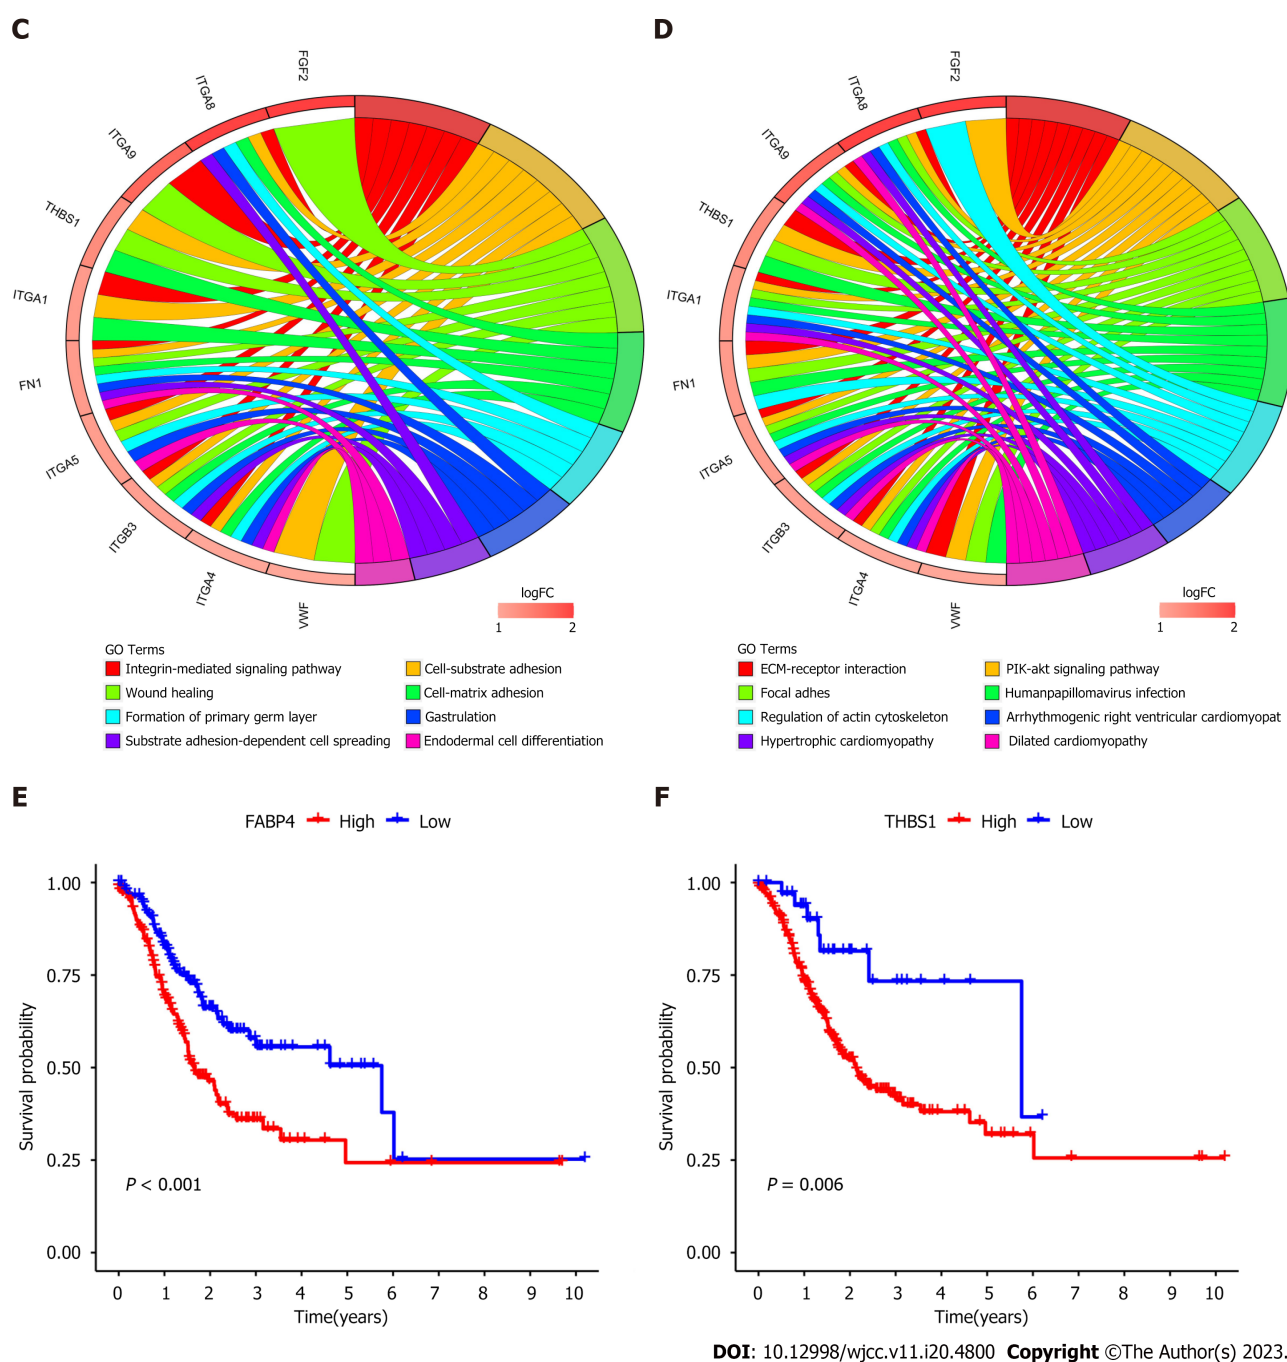 C
FGF2
ITGA8
ITGA9
THBS1
ITGA1
FN1
ITGA5
ITGB3
ITGA4
VWF
logFC
1 2
GO Terms
Integrin-mediated signaling pathway Cell-substrate adhesion
Wound healing Cell-matrix adhesion
Formation of primary germ layer Gastrulation
Substrate adhesion-dependent cell spreading Endodermal cell differentiation
D
FGF2
ITGA8
ITGA9
THBS1
ITGA1
FN1
ITGA5
ITGB3
ITGA4
VWF
logFC
1 2
GO Terms
ECM-receptor interaction PIK-akt signaling pathway
Focal adhes Humanpapillomavirus infection
Regulation of actin cytoskeleton Arrhythmogenic right ventricular cardiomyopat
Hypertrophic cardiomyopathy Dilated cardiomyopathy
E
FABP4 High Low
1.00
0.75
0.50
0.25
0.00
Survival probability
P < 0.001
0 1 2 3 4 5 6 7 8 9 10
Time(years)
F
THBS1 High Low
1.00
0.75
0.50
0.25
0.00
Survival probability
P = 0.006
0 1 2 3 4 5 6 7 8 9 10
Time(years)
DOI: 10.12998/wjcc.v11.i20.4800 Copyright ©The Author(s) 2023.